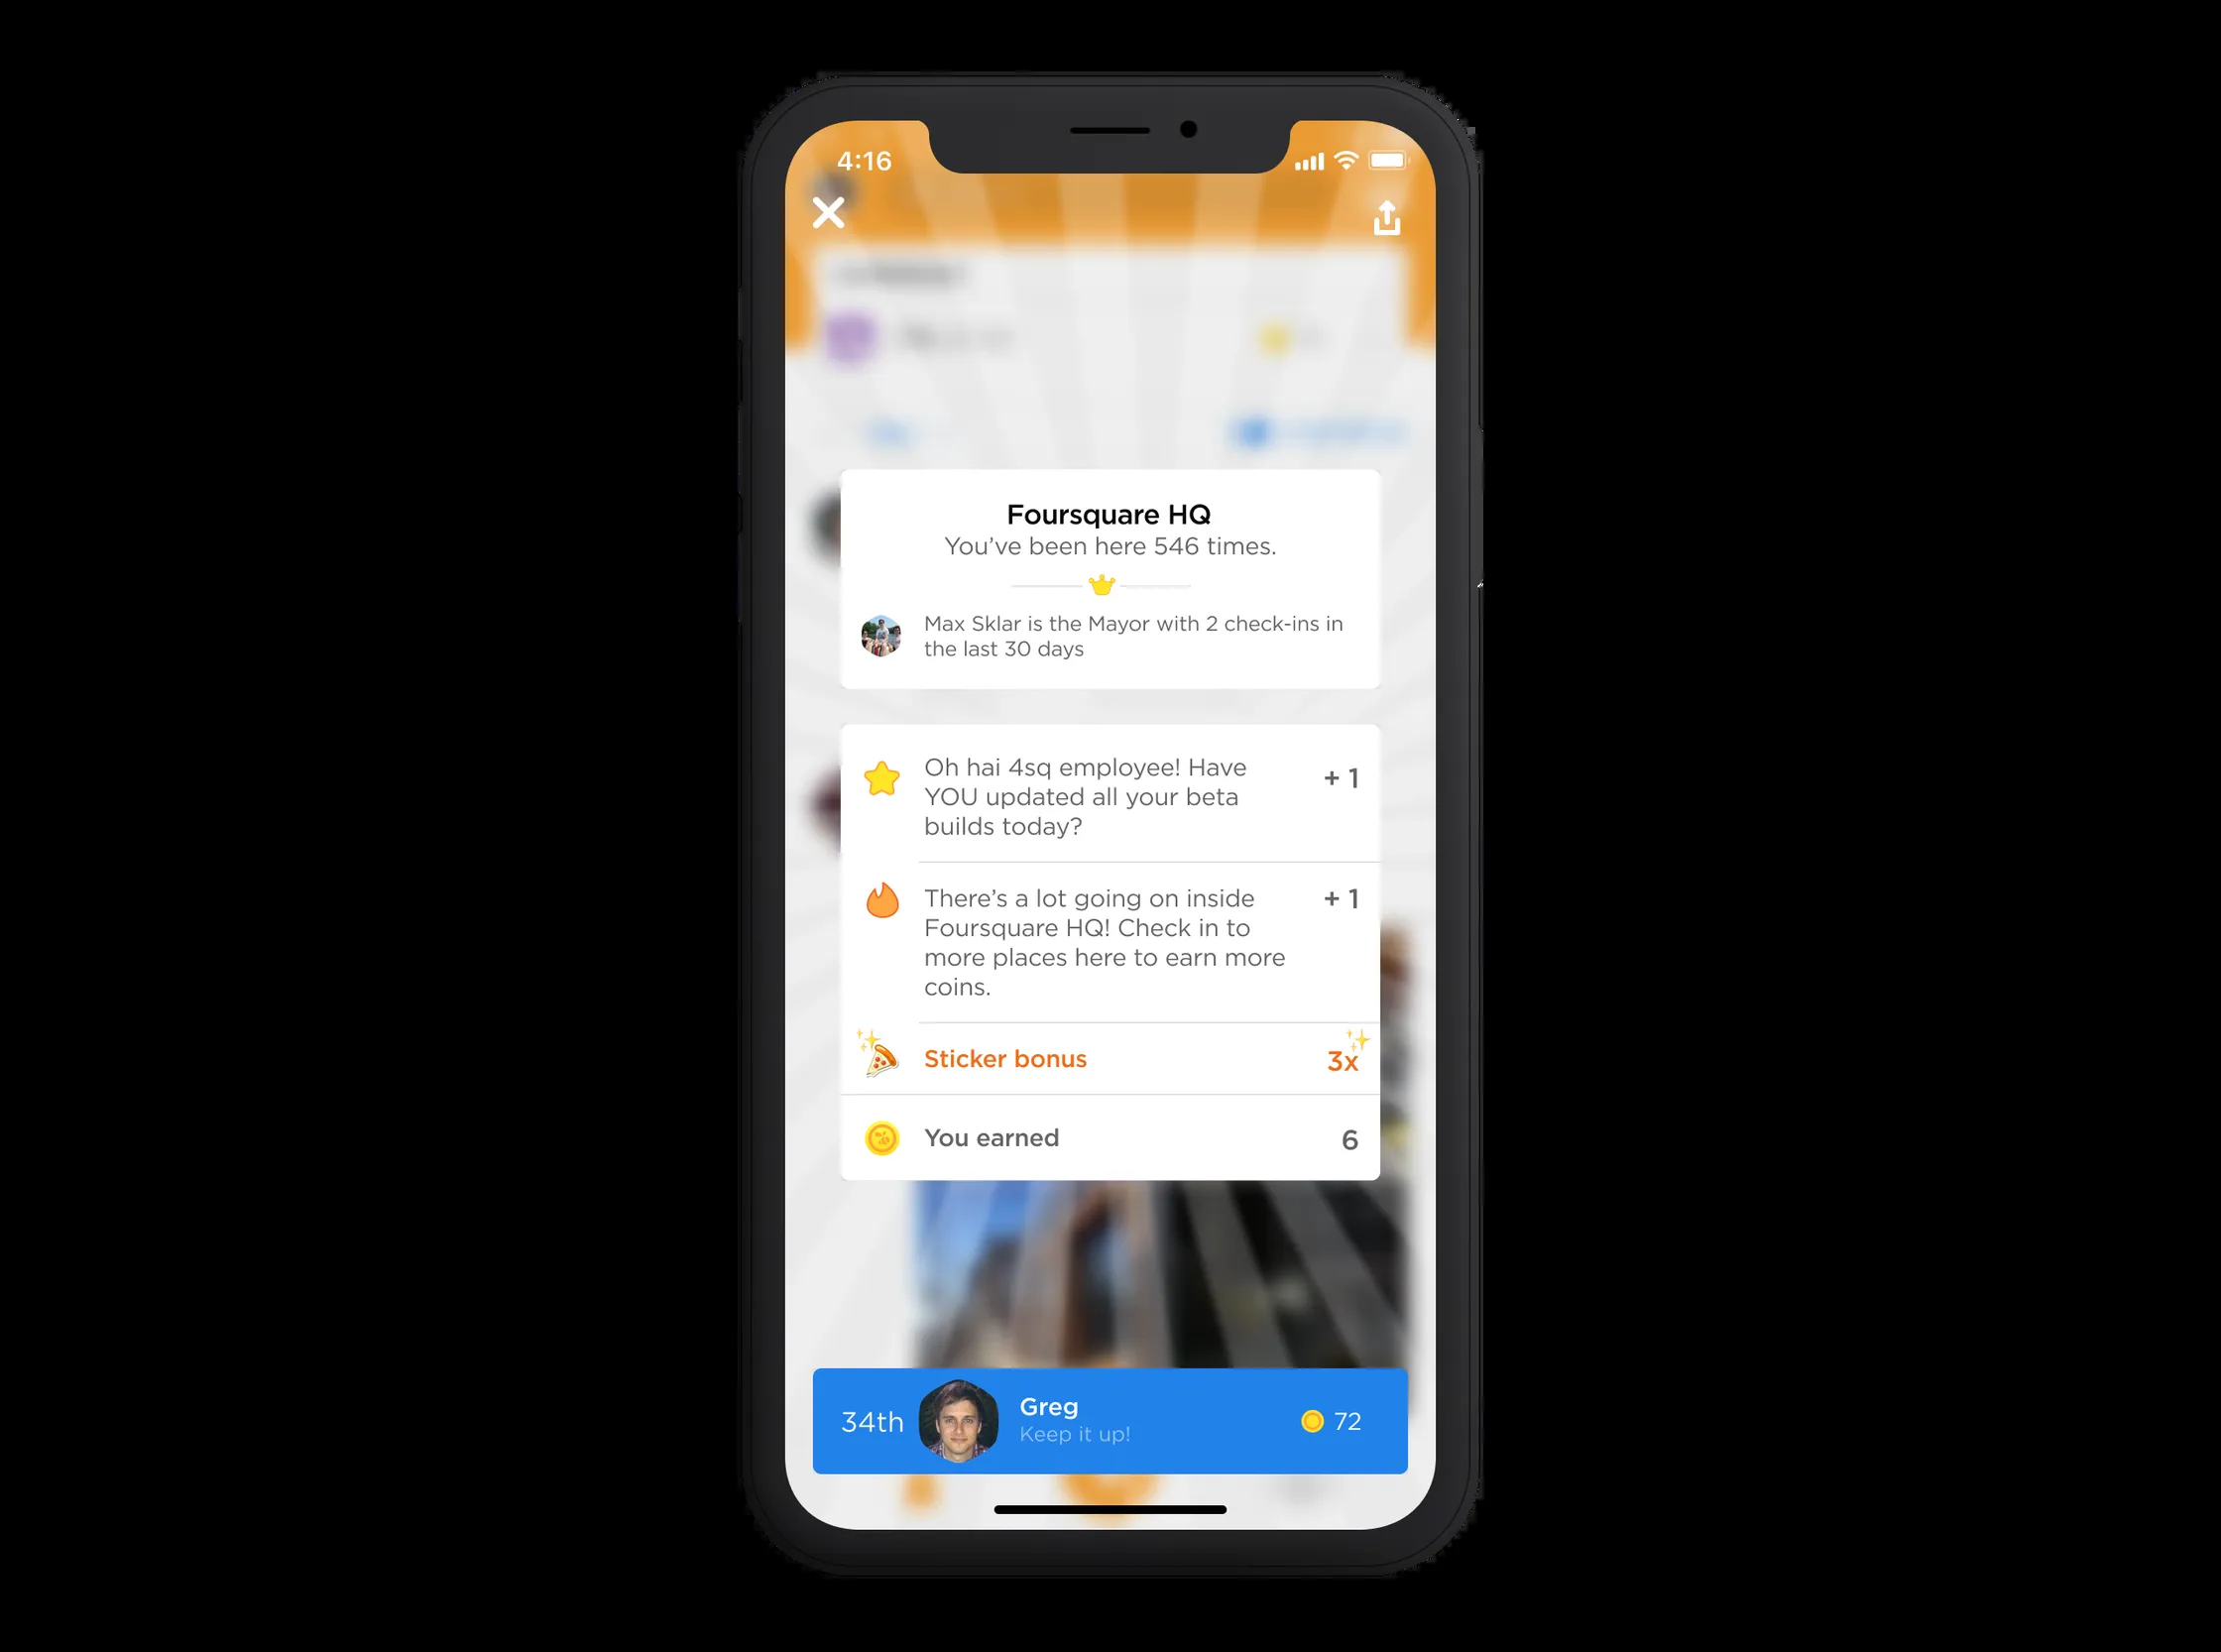 4:16
Foursquare HQ
You’ve been here 546 times.
Max Sklar is the Mayor with 2 check-ins in
the last 30 days
Oh hai 4sq employee! Have
YOU updated all your beta
builds today?
+ 1
There’s a lot going on inside
Foursquare HQ! Check in to
more places here to earn more
coins.
+ 1
Sticker bonus
3x
You earned
6
34th
Greg
Keep it up!
72